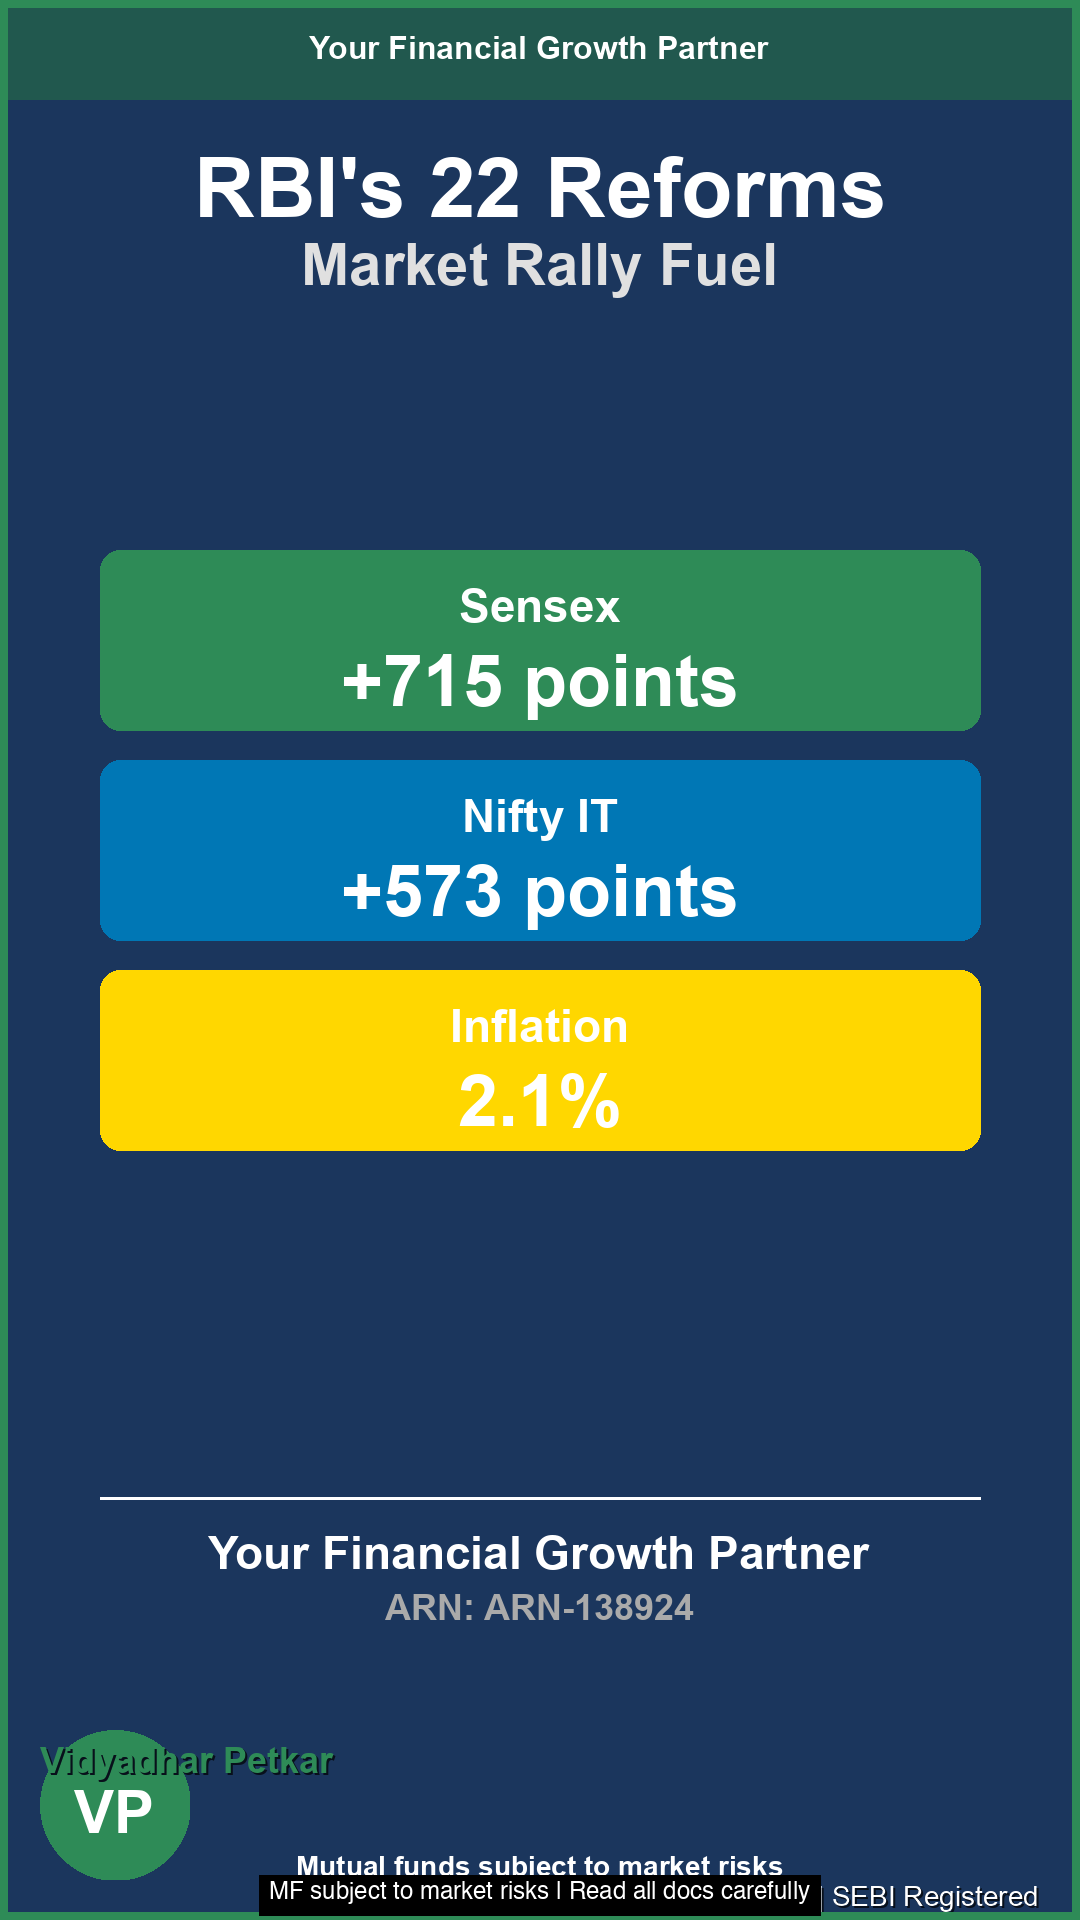 Your Financial Growth Partner
RBI's 22 Reforms
Market Rally Fuel
Sensex
+715 points
Nifty IT
+573 points
Inflation
2.1%
Your Financial Growth Partner
ARN: ARN-138924
Vidyadhar Petkar
VP
Mutual funds subject to market risks
MF subject to market risks | Read all docs carefully
| SEBI Registered